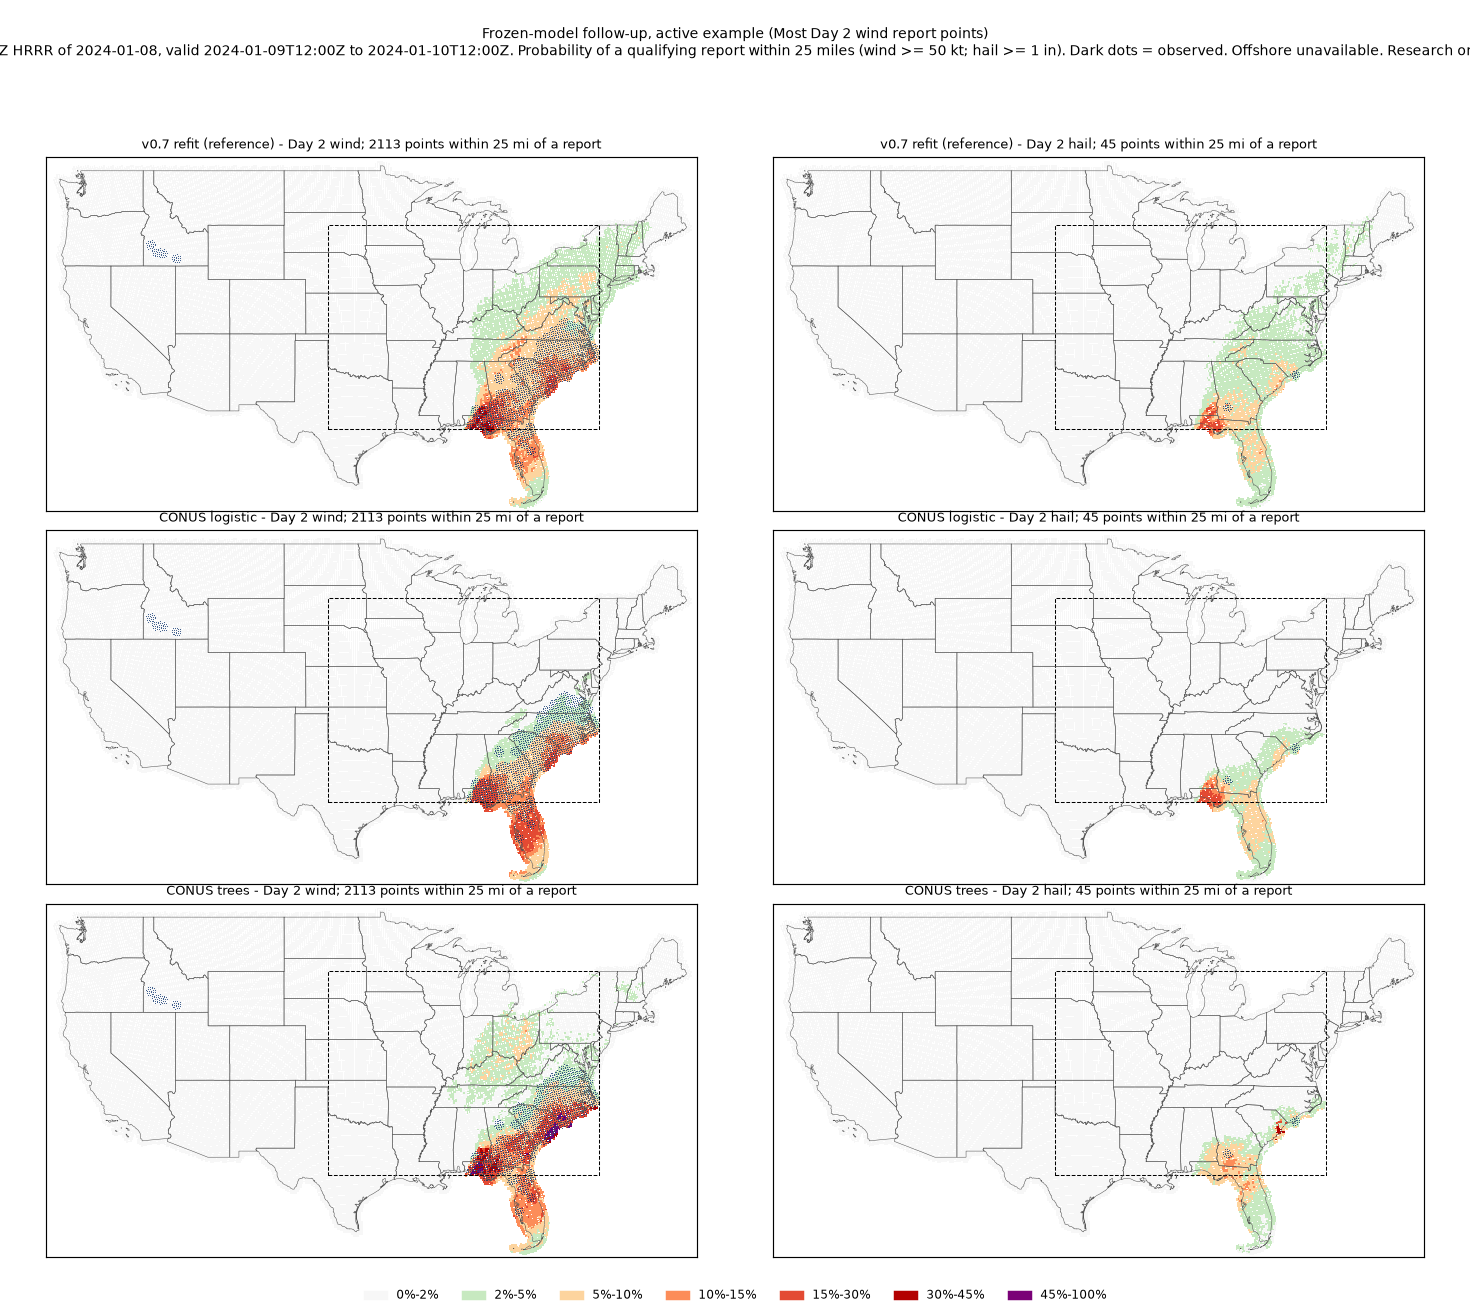 Frozen-model follow-up, active example (Most Day 2 wind report points)
Z HRRR of 2024-01-08, valid 2024-01-09T12:00Z to 2024-01-10T12:00Z. Probability of a qualifying report within 25 miles (wind >= 50 kt; hail >= 1 in). Dark dots = observed. Offshore unavailable. Research
v0.7 refit (reference) - Day 2 wind; 2113 points within 25 mi of a report
v0.7 refit (reference) - Day 2 hail; 45 points within 25 mi of a report
CONUS logistic - Day 2 wind; 2113 points within 25 mi of a report
CONUS logistic - Day 2 hail; 45 points within 25 mi of a report
CONUS trees - Day 2 wind; 2113 points within 25 mi of a report
CONUS trees - Day 2 hail; 45 points within 25 mi of a report
0%-2% 2%-5% 5%-10% 10%-15% 15%-30% 30%-45% 45%-100%